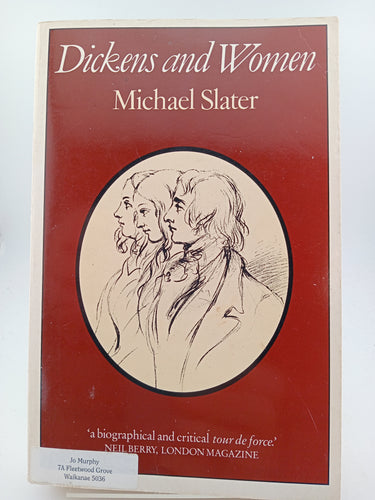 Dickens and Women
Michael Slater
‘a biographical and critical tour de force.’
NEIL BERRY, LONDON MAGAZINE
Jo Murphy
7A Fleetwood Grove
Waikanae 5036